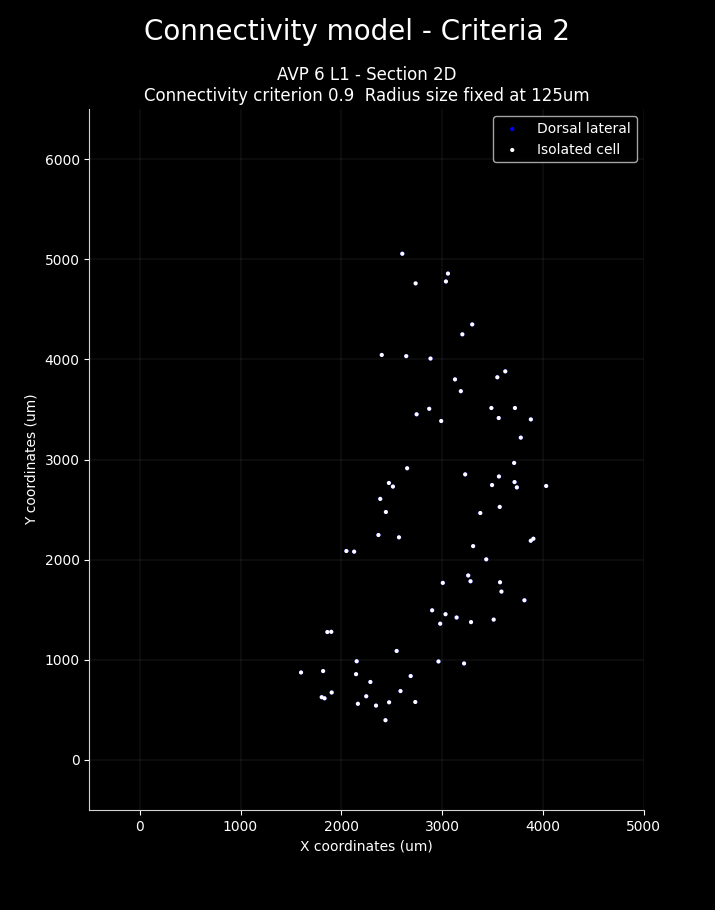 Connectivity model - Criteria 2
AVP 6 L1 - Section 2D
Connectivity criterion 0.9  Radius size fixed at 125um
Dorsal lateral
Isolated cell
6000
5000
4000
3000
2000
1000
0
Y coordinates (um)
0 1000 2000 3000 4000 5000
X coordinates (um)